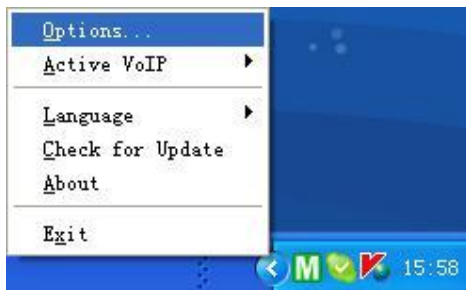 Options...
Active VoIP
Language
Check for Update
About
Exit
M K 15:58